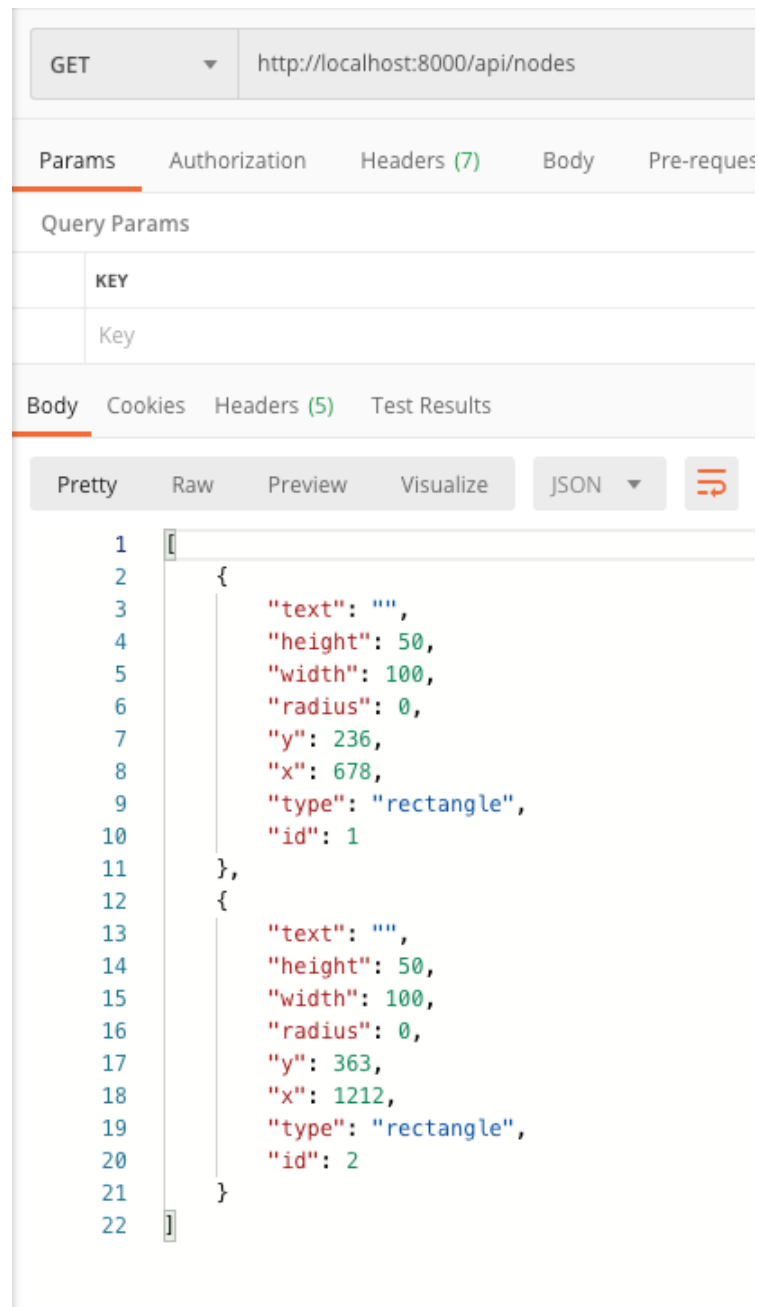 GET http://localhost:8000/api/nodes
Params Authorization Headers (7) Body Pre-reques
Query Params
KEY
Key
Body Cookies Headers (5) Test Results
Pretty Raw Preview Visualize JSON
1 [
2 {
3 "text": "",
4 "height": 50,
5 "width": 100,
6 "radius": 0,
7 "y": 236,
8 "x": 678,
9 "type": "rectangle",
10 "id": 1
11 },
12 {
13 "text": "",
14 "height": 50,
15 "width": 100,
16 "radius": 0,
17 "y": 363,
18 "x": 1212,
19 "type": "rectangle",
20 "id": 2
21 }
22 ]